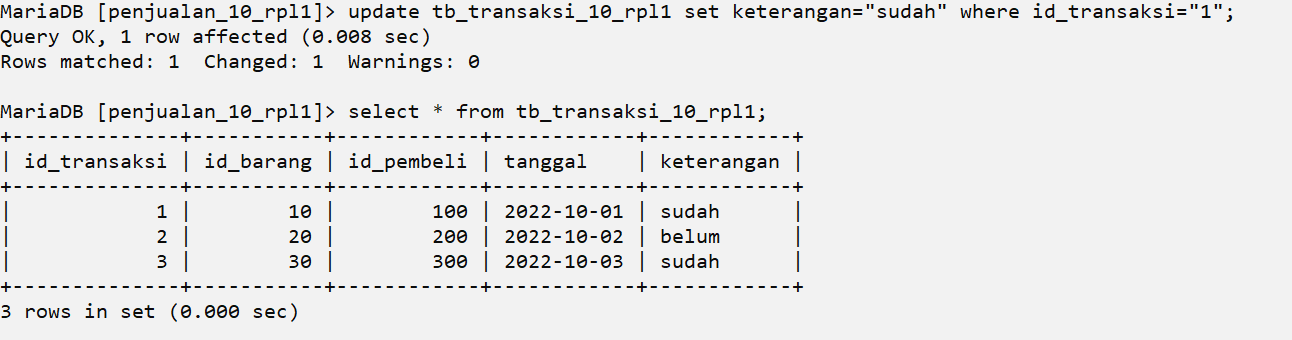 MariaDB [penjualan_10_rpl1]> update tb_transaksi_10_rpl1 set keterangan="sudah" where id_transaksi="1";
Query OK, 1 row affected (0.008 sec)
Rows matched: 1  Changed: 1  Warnings: 0

MariaDB [penjualan_10_rpl1]> select * from tb_transaksi_10_rpl1;
+--------------+-----------+------------+------------+------------+
| id_transaksi | id_barang | id_pembeli | tanggal    | keterangan |
+--------------+-----------+------------+------------+------------+
|            1 |        10 |        100 | 2022-10-01 | sudah      |
|            2 |        20 |        200 | 2022-10-02 | belum      |
|            3 |        30 |        300 | 2022-10-03 | sudah      |
+--------------+-----------+------------+------------+------------+
3 rows in set (0.000 sec)